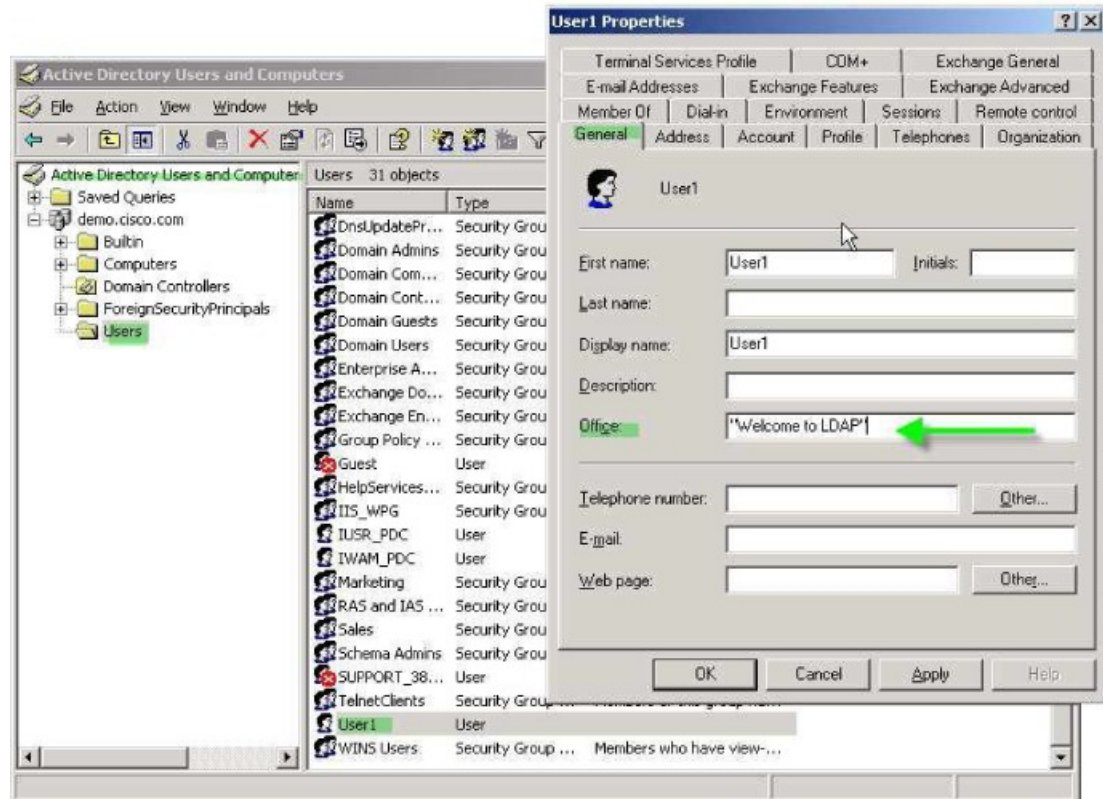 User1 Properties
Terminal Services Profile COM+ Exchange General
E-mail Addresses Exchange Features Exchange Advanced
Member Of Dial-in Environment Sessions Remote control
General Address Account Profile Telephones Organization
User1
First name: User1 Initials:
Last name:
Display name: User1
Description:
Office: "Welcome to LDAP"
Telephone number: Other...
E-mail:
Web page: Other...
OK Cancel Apply Help
Active Directory Users and Computers
File Action View Window Help
Active Directory Users and Computer
Saved Queries
demo.cisco.com
Builtin
Computers
Domain Controllers
ForeignSecurityPrincipals
Users
Users 31 objects
Name Type
DnsUpdatePr... Security Grou
Domain Admins Security Grou
Domain Com... Security Grou
Domain Cont... Security Grou
Domain Guests Security Grou
Domain Users Security Grou
Enterprise A... Security Grou
Exchange Do... Security Grou
Exchange En... Security Grou
Group Policy ... Security Grou
Guest User
HelpServices... Security Grou
IIS_WPG Security Grou
IUSR_PDC User
IWAM_PDC User
Marketing Security Grou
RAS and IAS ... Security Grou
Sales Security Grou
Schema Admins Security Grou
SUPPORT_38... User
TelnetClients Security Group ... Members of this group ha...
User1 User
WINS Users Security Group ... Members who have view-...